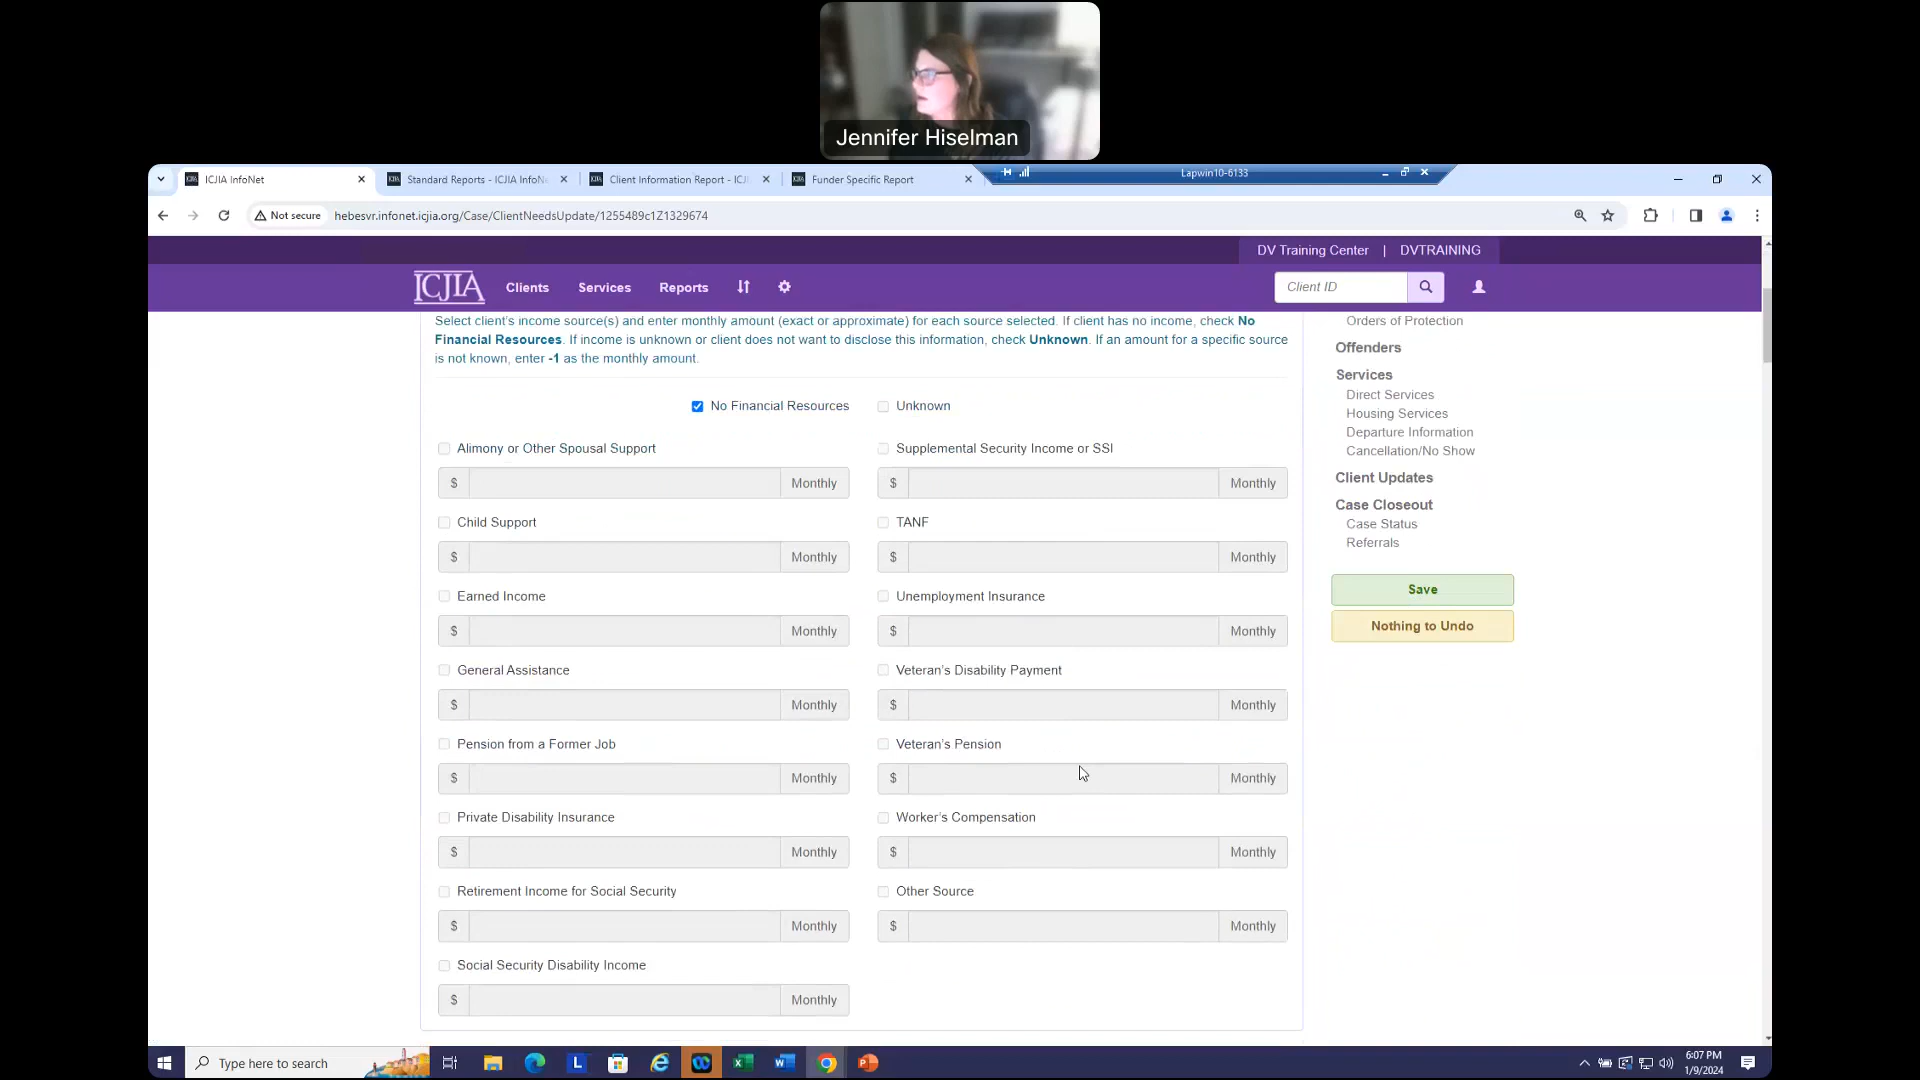 Jennifer Hiselman
ICJIA InfoNet
Standard Reports - ICJIA InfoNe
Client Information Report - ICJI
Funder Specific Report
Lapwin10-6133
Not secure
hebesvr.infonet.icjia.org/Case/ClientNeedsUpdate/1255489c1Z1329674
DV Training Center | DVTRAINING
ICJIA
Clients
Services
Reports
Client ID
Select client's income source(s) and enter monthly amount (exact or approximate) for each source selected. If client has no income, check No
Financial Resources. If income is unknown or client does not want to disclose this information, check Unknown. If an amount for a specific source
is not known, enter -1 as the monthly amount.
No Financial Resources
Unknown
Alimony or Other Spousal Support
$ Monthly
Supplemental Security Income or SSI
$ Monthly
Child Support
$ Monthly
TANF
$ Monthly
Earned Income
$ Monthly
Unemployment Insurance
$ Monthly
General Assistance
$ Monthly
Veteran's Disability Payment
$ Monthly
Pension from a Former Job
$ Monthly
Veteran's Pension
$ Monthly
Private Disability Insurance
$ Monthly
Worker's Compensation
$ Monthly
Retirement Income for Social Security
$ Monthly
Other Source
$ Monthly
Social Security Disability Income
$ Monthly
Orders of Protection
Offenders
Services
Direct Services
Housing Services
Departure Information
Cancellation/No Show
Client Updates
Case Closeout
Case Status
Referrals
Save
Nothing to Undo
Type here to search
6:07 PM
1/9/2024